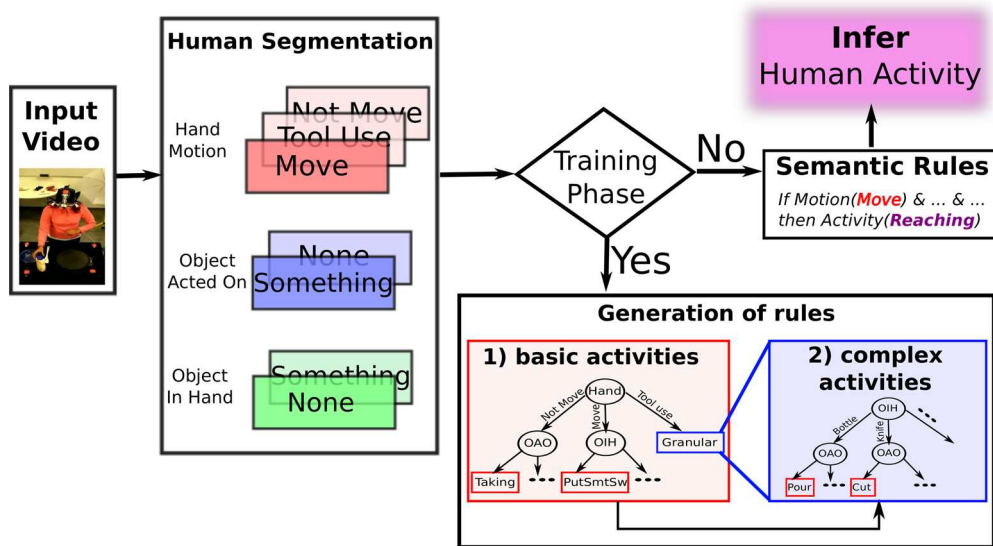 Input
Video
Human Segmentation
Hand
Motion
Not Move
Tool Use
Move
Object
Acted On
None
Something
Object
In Hand
Something
None
Training
Phase
No
Yes
Infer
Human Activity
Semantic Rules
If Motion(Move) & ... & ...
then Activity(Reaching)
Generation of rules
1) basic activities
Hand
Not Move
Move
Tool use
OAO
OIH
Granular
Taking
PutSmtSw
2) complex
activities
OIH
Bottle
Knife
OAO
OAO
Pour
Cut